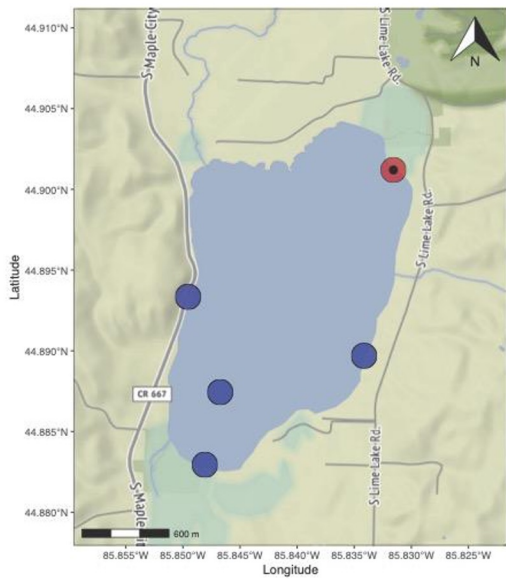 44.910°N
44.905°N
44.900°N
44.895°N
44.890°N
44.885°N
44.880°N
Latitude
S Maple City
S Lime Lake
Rd.
N
S Lime Lake Rd.
CR 667
S Lime Lake Rd.
S Maple
600 m
85.855°W 85.850°W 85.845°W 85.840°W 85.835°W 85.830°W 85.825°W
Longitude